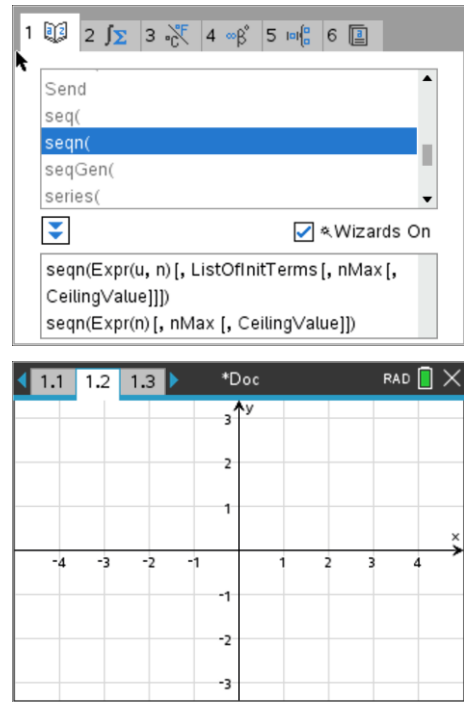 1 2 ∫Σ 3 °C°F 4 ∞β° 5 6
Send
seq(
seqn(
seqGen(
series(
Wizards On
seqn(Expr(u, n)[, ListOfInitTerms[, nMax[,
CeilingValue]]])
seqn(Expr(n)[, nMax [, CeilingValue]])
1.1 1.2 1.3 *Doc RAD
y
3
2
1
x
-4 -3 -2 -1 1 2 3 4
-1
-2
-3